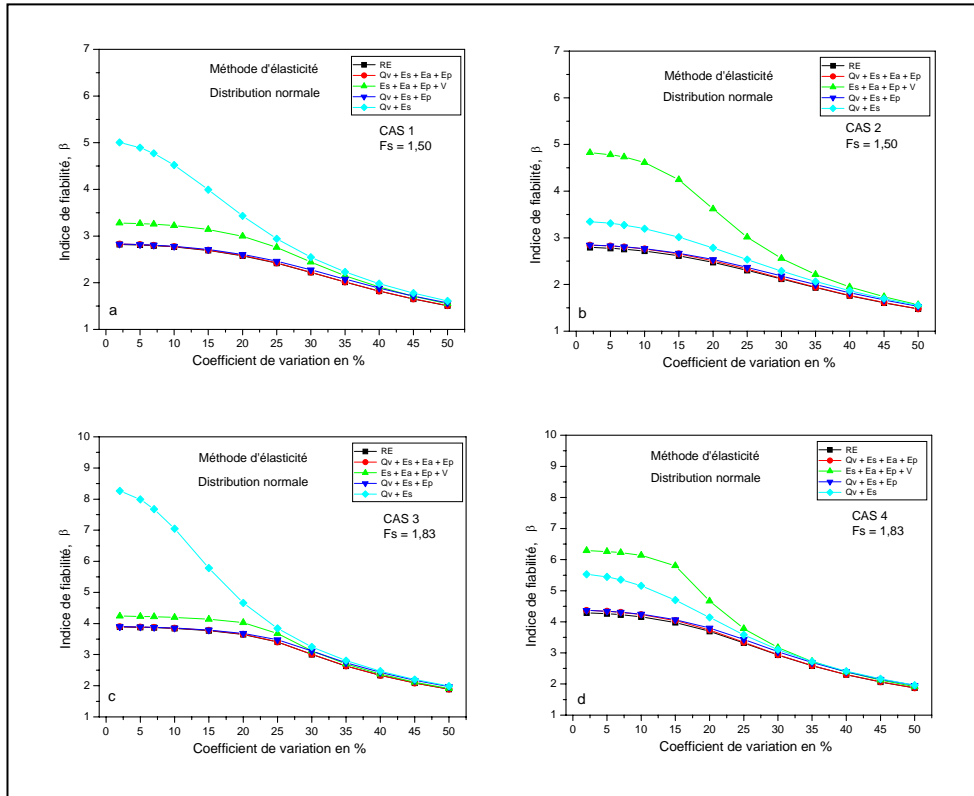 7
6
5
4
3
2
1
Indice de fiabilité, β
Méthode d'élasticité
Distribution normale
RE
Qv + Es + Ea + Ep
Es + Ea + Ep + V
Qv + Es + Ep
Qv + Es
CAS 1
Fs = 1,50
a
0 5 10 15 20 25 30 35 40 45 50
Coefficient de variation en %
7
6
5
4
3
2
1
Indice de fiabilité, β
Méthode d'élasticité
Distribution normale
RE
Qv + Es + Ea + Ep
Es + Ea + Ep + V
Qv + Es + Ep
Qv + Es
CAS 2
Fs = 1,50
b
0 5 10 15 20 25 30 35 40 45 50
Coefficient de variation en %
10
9
8
7
6
5
4
3
2
1
Indice de fiabilité, β
Méthode d'élasticité
Distribution normale
RE
Qv + Es + Ea + Ep
Es + Ea + Ep + V
Qv + Es + Ep
Qv + Es
CAS 3
Fs = 1,83
c
0 5 10 15 20 25 30 35 40 45 50
Coefficient de variation en %
10
9
8
7
6
5
4
3
2
1
Indice de fiabilité, β
Méthode d'élasticité
Distribution normale
RE
Qv + Es + Ea + Ep
Es + Ea + Ep + V
Qv + Es + Ep
Qv + Es
CAS 4
Fs = 1,83
d
0 5 10 15 20 25 30 35 40 45 50
Coefficient de variation en %